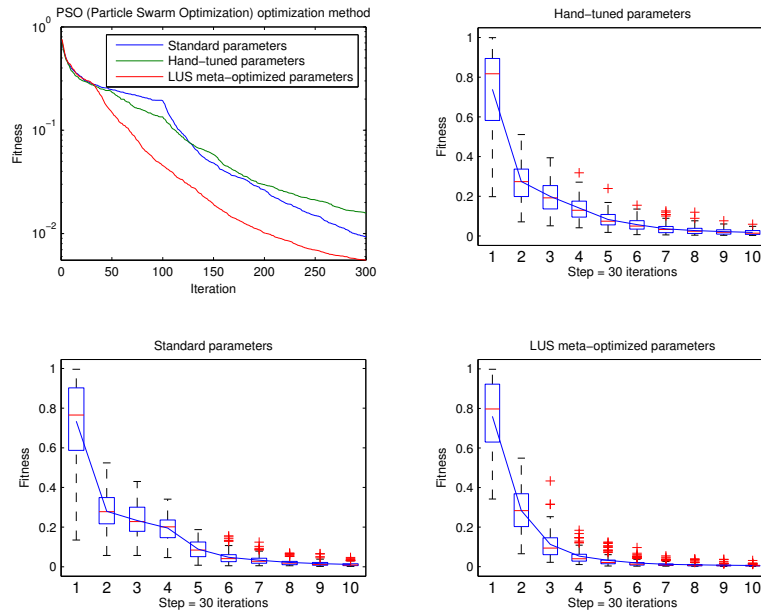 PSO (Particle Swarm Optimization) optimization method
Standard parameters
Hand−tuned parameters
LUS meta−optimized parameters
10^0
10^−1
10^−2
Fitness
0 50 100 150 200 250 300
Iteration
Hand−tuned parameters
1
0.8
0.6
0.4
0.2
0
Fitness
1 2 3 4 5 6 7 8 9 10
Step = 30 iterations
Standard parameters
1
0.8
0.6
0.4
0.2
0
Fitness
1 2 3 4 5 6 7 8 9 10
Step = 30 iterations
LUS meta−optimized parameters
1
0.8
0.6
0.4
0.2
0
Fitness
1 2 3 4 5 6 7 8 9 10
Step = 30 iterations